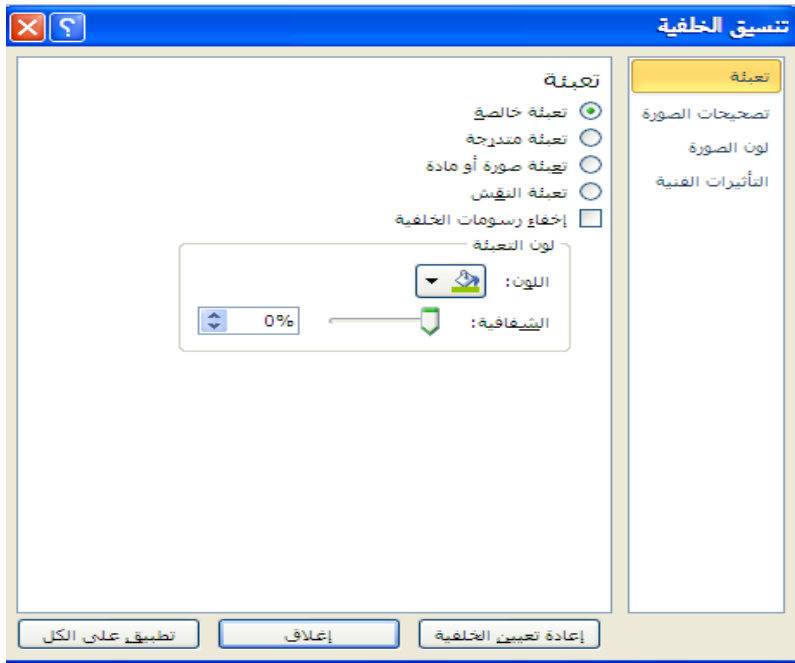 تنسيق الخلفية
تعبئة
تصحيحات الصورة
لون الصورة
التأثيرات الفنية
تعبئة
تعبئة خالصة
تعبئة متدرجة
تعبئة صورة أو مادة
تعبئة النقش
إخفاء رسومات الخلفية
لون التعبئة
اللون:
الشفافية: 0%
إعادة تعيين الخلفية
إغلاق
تطبيق على الكل